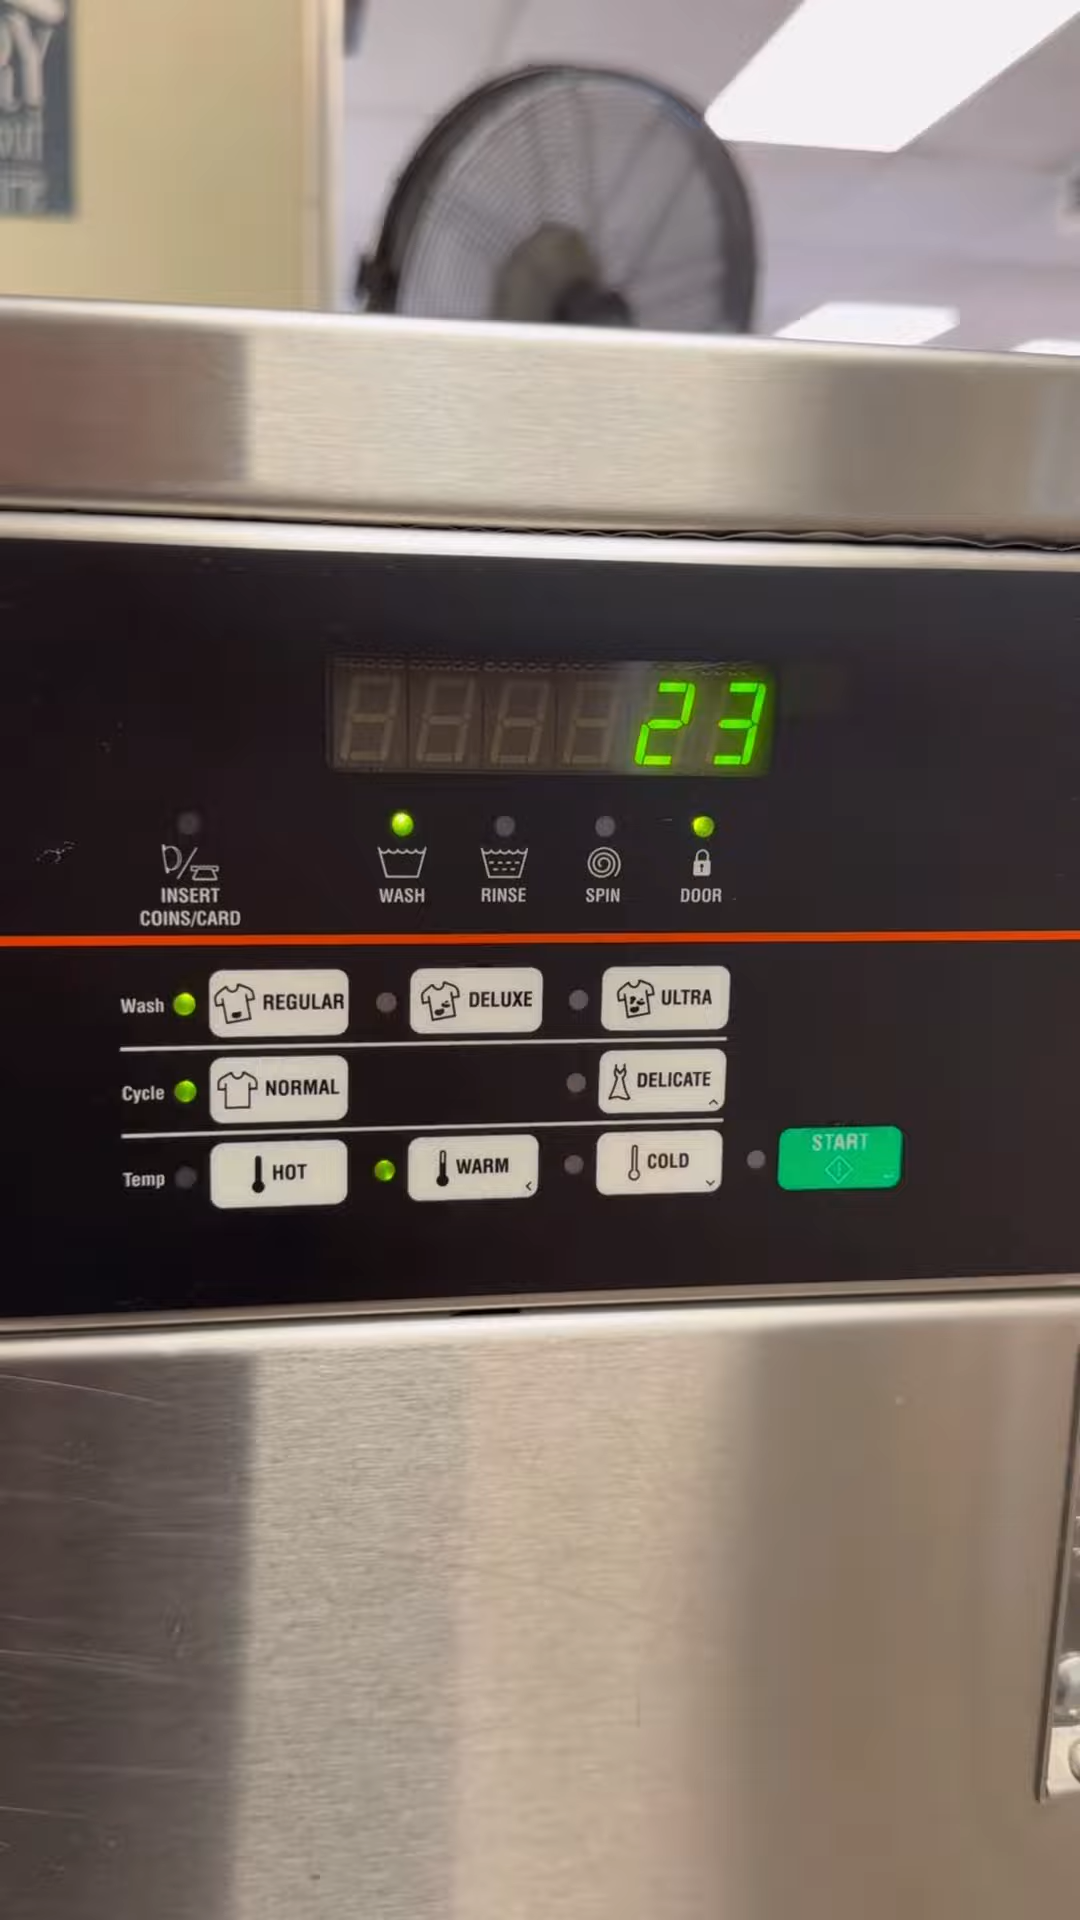 23
WASH RINSE SPIN DOOR
INSERT
COINS/CARD
Wash REGULAR DELUXE ULTRA
Cycle NORMAL DELICATE
Temp HOT WARM COLD START